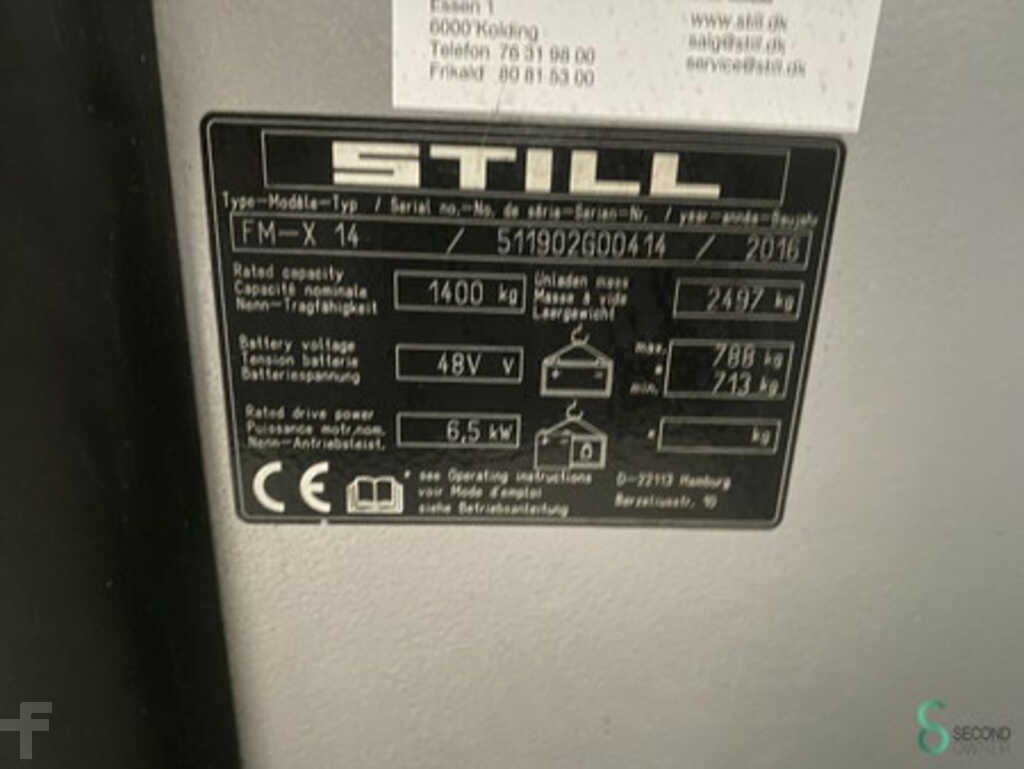 Essen 1
6000 Kolding
Telefon 76 31 98 00
Frikald 80 81 53 00
www.still.dk
salg@still.dk
service@still.dk
STILL
Type-Modèle-Typ / Serial no.-No. de série-Serien-Nr. / year-année-Baujahr
FM-X 14 / 511902G00414 / 2016
Rated capacity
Capacité nominale
Nenn-Tragfähigkeit
1400 kg
Unladen mass
Masse à vide
Leergewicht
2497 kg
Battery voltage
Tension batterie
Batteriespannung
48V V
max. 788 kg
*
min. 713 kg
Rated drive power
Puissance motr.nom.
Nenn-Antriebsleist.
6,5 kW
* kg
CE
* see Operating instructions
voir Mode d'emploi
siehe Betriebsanleitung
D-22113 Hamburg
Berzeliusstr. 10
F
SECOND
OWNER